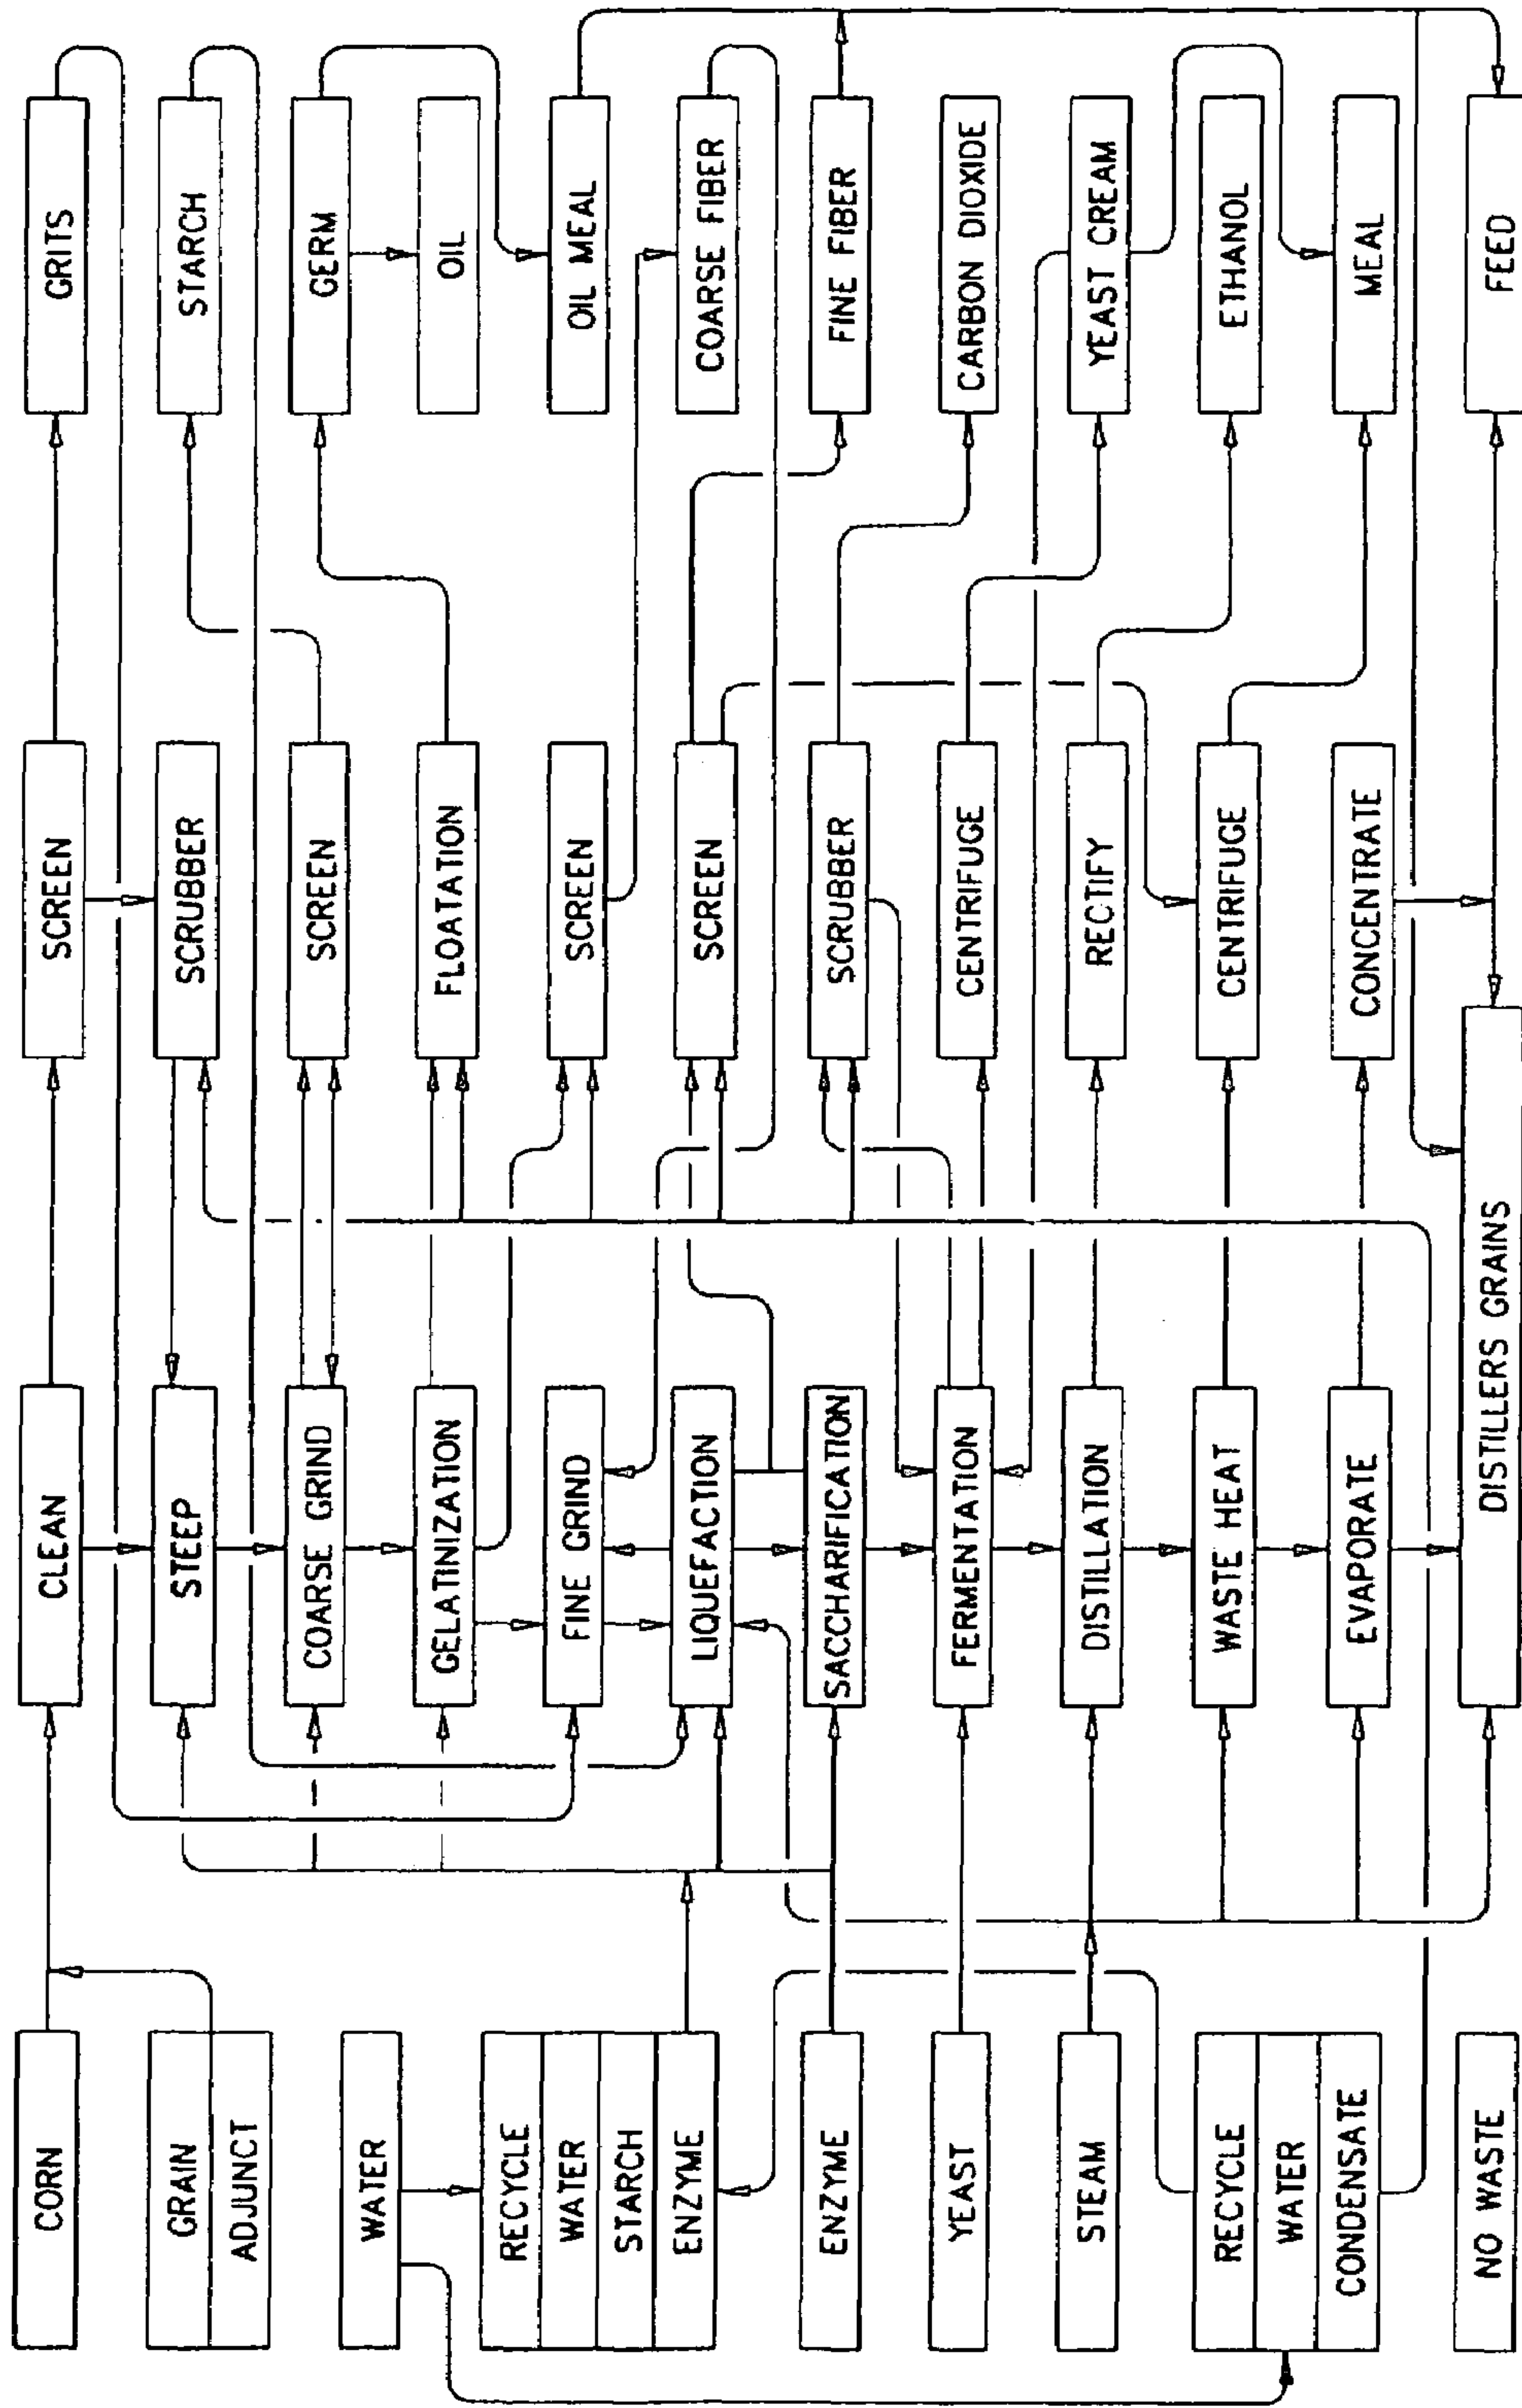 CORN
GRAIN
ADJUNCT
WATER
RECYCLE
WATER
STARCH
ENZYME
ENZYME
YEAST
STEAM
RECYCLE
WATER
CONDENSATE
NO WASTE
CLEAN
STEEP
COARSE GRIND
GELATINIZATION
FINE GRIND
LIQUEFACTION
SACCHARIFICATION
FERMENTATION
DISTILLATION
WASTE HEAT
EVAPORATE
DISTILLERS GRAINS
SCREEN
SCRUBBER
SCREEN
FLOATATION
SCREEN
SCREEN
SCRUBBER
CENTRIFUGE
RECTIFY
CENTRIFUGE
CONCENTRATE
GRITS
STARCH
GERM
OIL
OIL MEAL
COARSE FIBER
FINE FIBER
CARBON DIOXIDE
YEAST CREAM
ETHANOL
MEAL
FEED